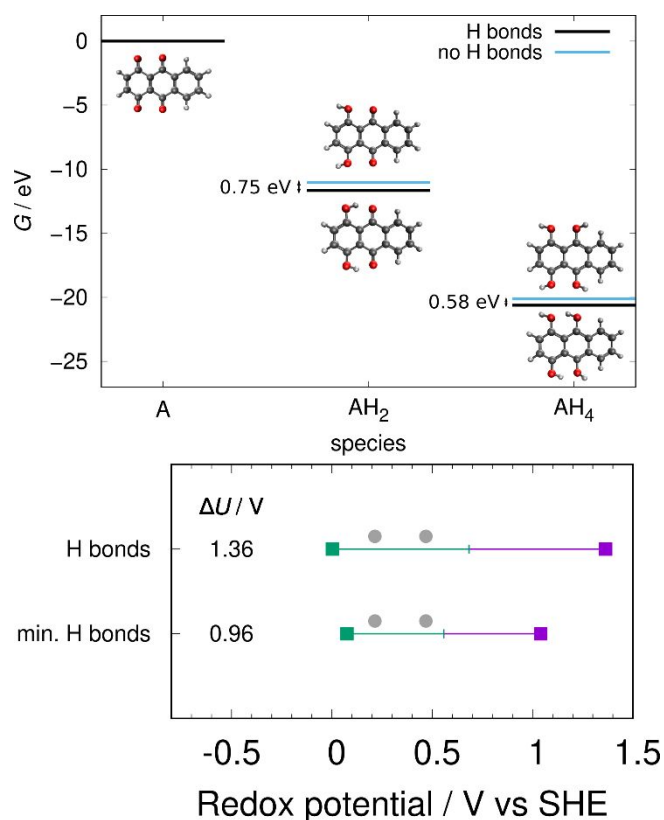 H bonds
no H bonds
0
−5
−10
−15
−20
−25
G / eV
0.75 eV
0.58 eV
A
AH₂
AH₄
species
ΔU / V
H bonds
1.36
min. H bonds
0.96
-0.5
0
0.5
1
1.5
Redox potential / V vs SHE